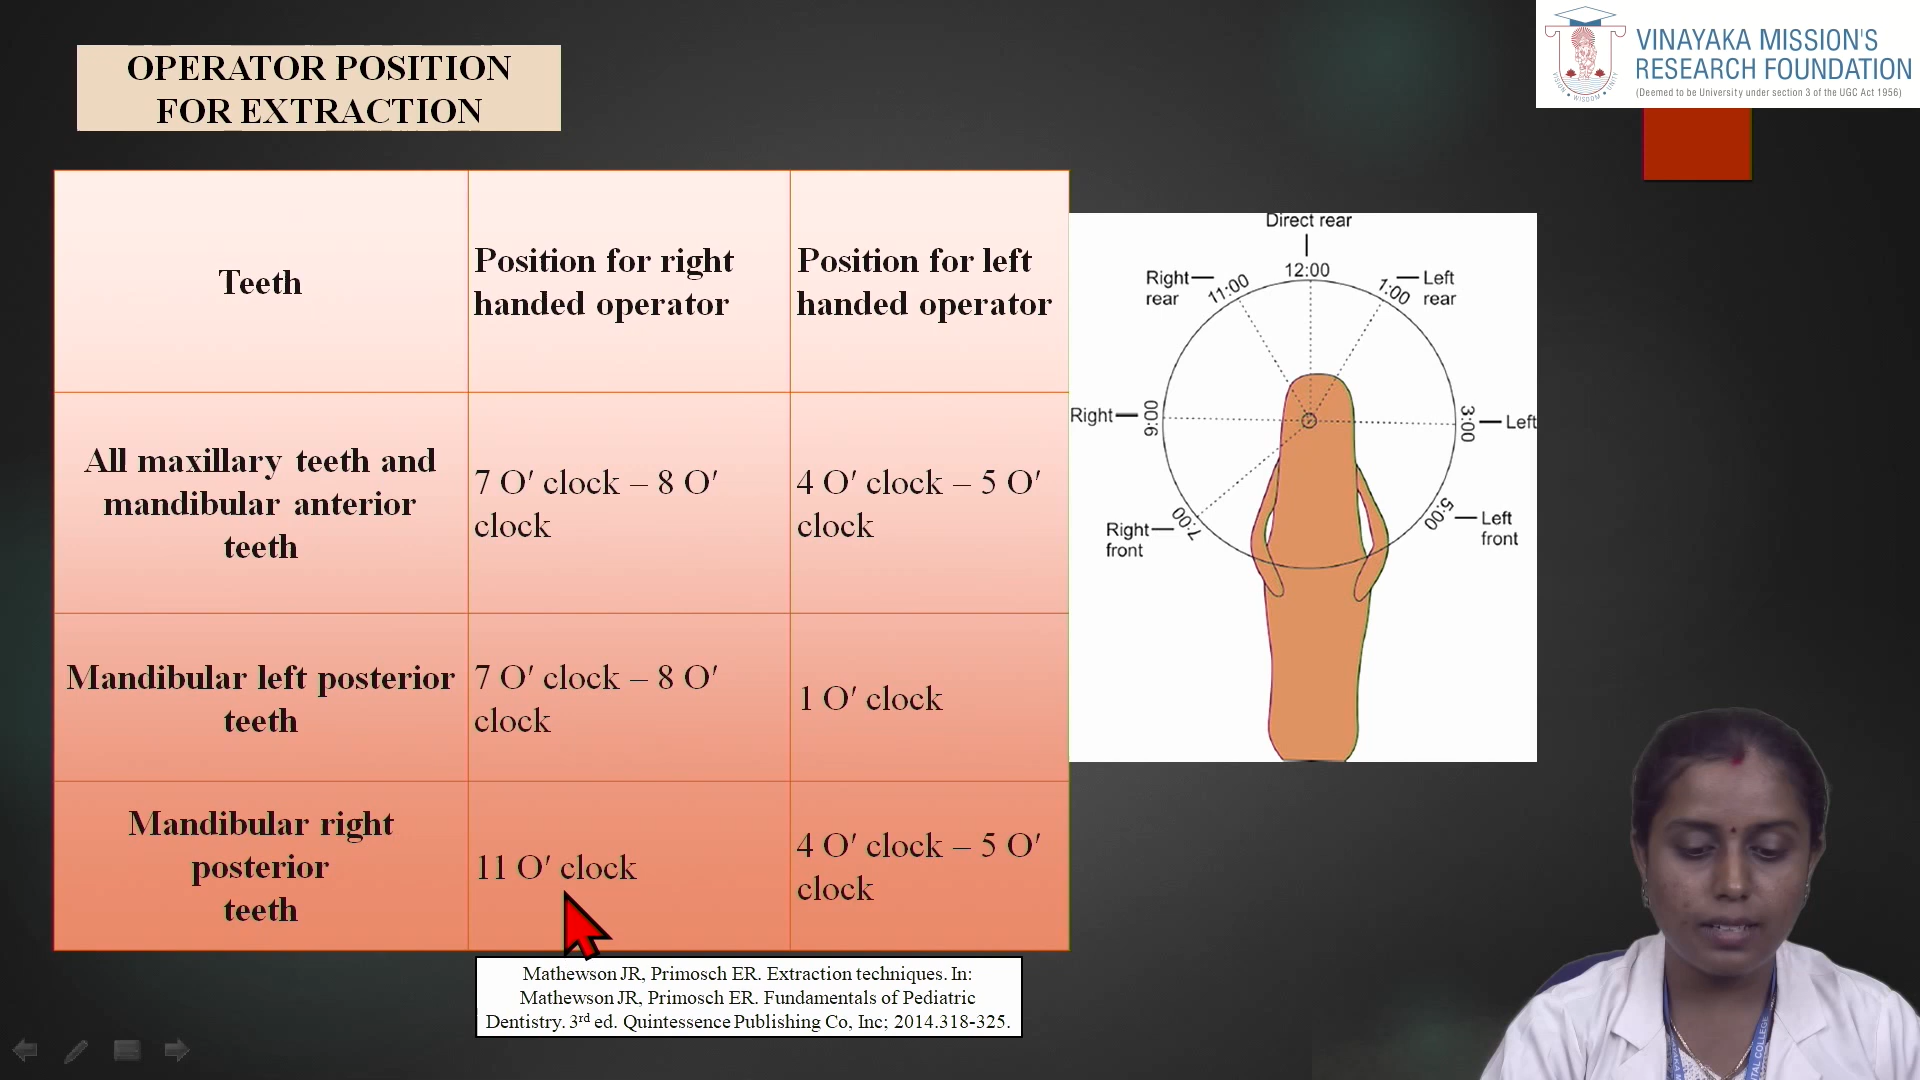 VINAYAKA MISSION'S
RESEARCH FOUNDATION
(Deemed to be University under section 3 of the UGC Act 1956)
OPERATOR POSITION
FOR EXTRACTION
Teeth
Position for right
handed operator
Position for left
handed operator
All maxillary teeth and
mandibular anterior
teeth
7 O′ clock – 8 O′
clock
4 O′ clock – 5 O′
clock
Mandibular left posterior
teeth
7 O′ clock – 8 O′
clock
1 O′ clock
Mandibular right
posterior
teeth
11 O′ clock
4 O′ clock – 5 O′
clock
Direct rear
12:00
Right
rear
11:00
1:00
Left
rear
Right
9:00
3:00
Left
Right
front
7:00
5:00
Left
front
Mathewson JR, Primosch ER. Extraction techniques. In:
Mathewson JR, Primosch ER. Fundamentals of Pediatric
Dentistry. 3rd ed. Quintessence Publishing Co, Inc; 2014.318-325.